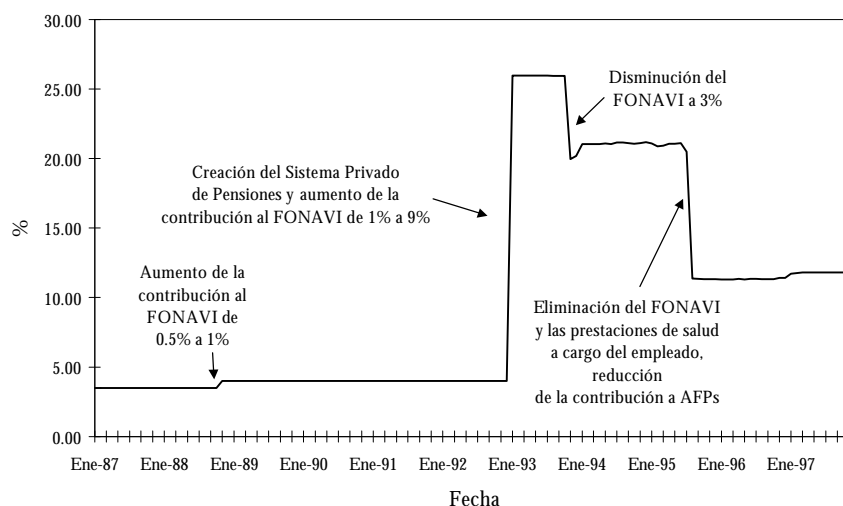 30.00
25.00
20.00
15.00
10.00
5.00
0.00
%
Disminución del
FONAVI a 3%
Creación del Sistema Privado
de Pensiones y aumento de la
contribución al FONAVI de 1% a 9%
Aumento de la
contribución al
FONAVI de
0.5% a 1%
Eliminación del FONAVI
y las prestaciones de salud
a cargo del empleado,
reducción
de la contribución a AFPs
Ene-87 Ene-88 Ene-89 Ene-90 Ene-91 Ene-92 Ene-93 Ene-94 Ene-95 Ene-96 Ene-97
Fecha